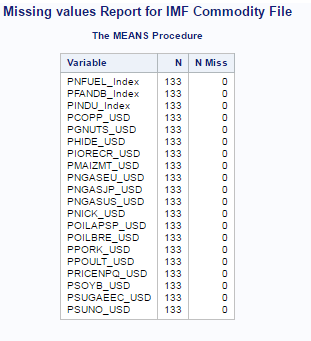 Missing values Report for IMF Commodity File
The MEANS Procedure
Variable N N Miss
PNFUEL_Index 133 0
PFANDB_Index 133 0
PINDU_Index 133 0
PCOPP_USD 133 0
PGNUTS_USD 133 0
PHIDE_USD 133 0
PIORECR_USD 133 0
PMAIZMT_USD 133 0
PNGASEU_USD 133 0
PNGASJP_USD 133 0
PNGASUS_USD 133 0
PNICK_USD 133 0
POILAPSP_USD 133 0
POILBRE_USD 133 0
PPORK_USD 133 0
PPOULT_USD 133 0
PRICENPQ_USD 133 0
PSOYB_USD 133 0
PSUGAEEC_USD 133 0
PSUNO_USD 133 0